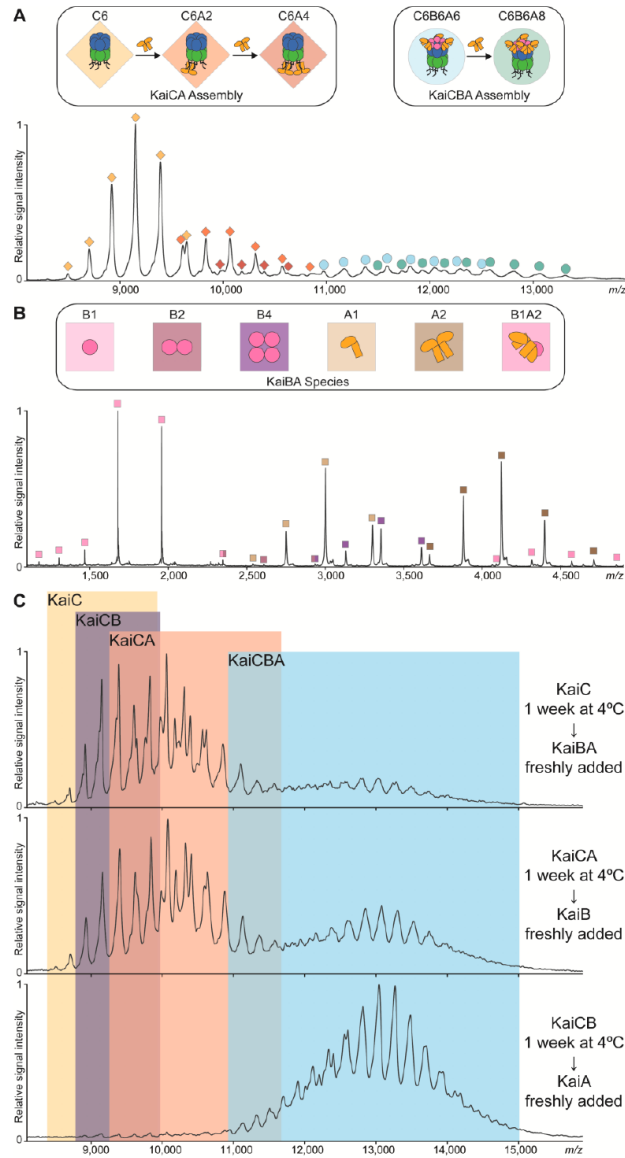 A
C6 C6A2 C6A4
KaiCA Assembly
C6B6A6 C6B6A8
KaiCBA Assembly
Relative signal intensity
1
0
9,000 10,000 11,000 12,000 13,000 m/z
B
B1 B2 B4 A1 A2 B1A2
KaiBA Species
Relative signal intensity
1
0
1,500 2,000 2,500 3,000 3,500 4,000 4,500 m/z
C
KaiC
KaiCB
KaiCA
KaiCBA
Relative signal intensity
1
0
KaiC
1 week at 4ºC
↓
KaiBA
freshly added
Relative signal intensity
1
0
KaiCA
1 week at 4ºC
↓
KaiB
freshly added
Relative signal intensity
1
0
KaiCB
1 week at 4ºC
↓
KaiA
freshly added
9,000 10,000 11,000 12,000 13,000 14,000 15,000 m/z